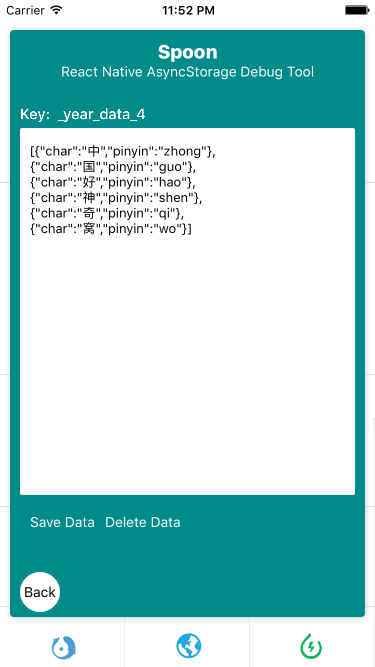 Carrier 11:52 PM
Spoon
React Native AsyncStorage Debug Tool
Key: _year_data_4
[{"char":"中","pinyin":"zhong"},
{"char":"国","pinyin":"guo"},
{"char":"好","pinyin":"hao"},
{"char":"神","pinyin":"shen"},
{"char":"奇","pinyin":"qi"},
{"char":"窝","pinyin":"wo"}]
Save Data Delete Data
Back